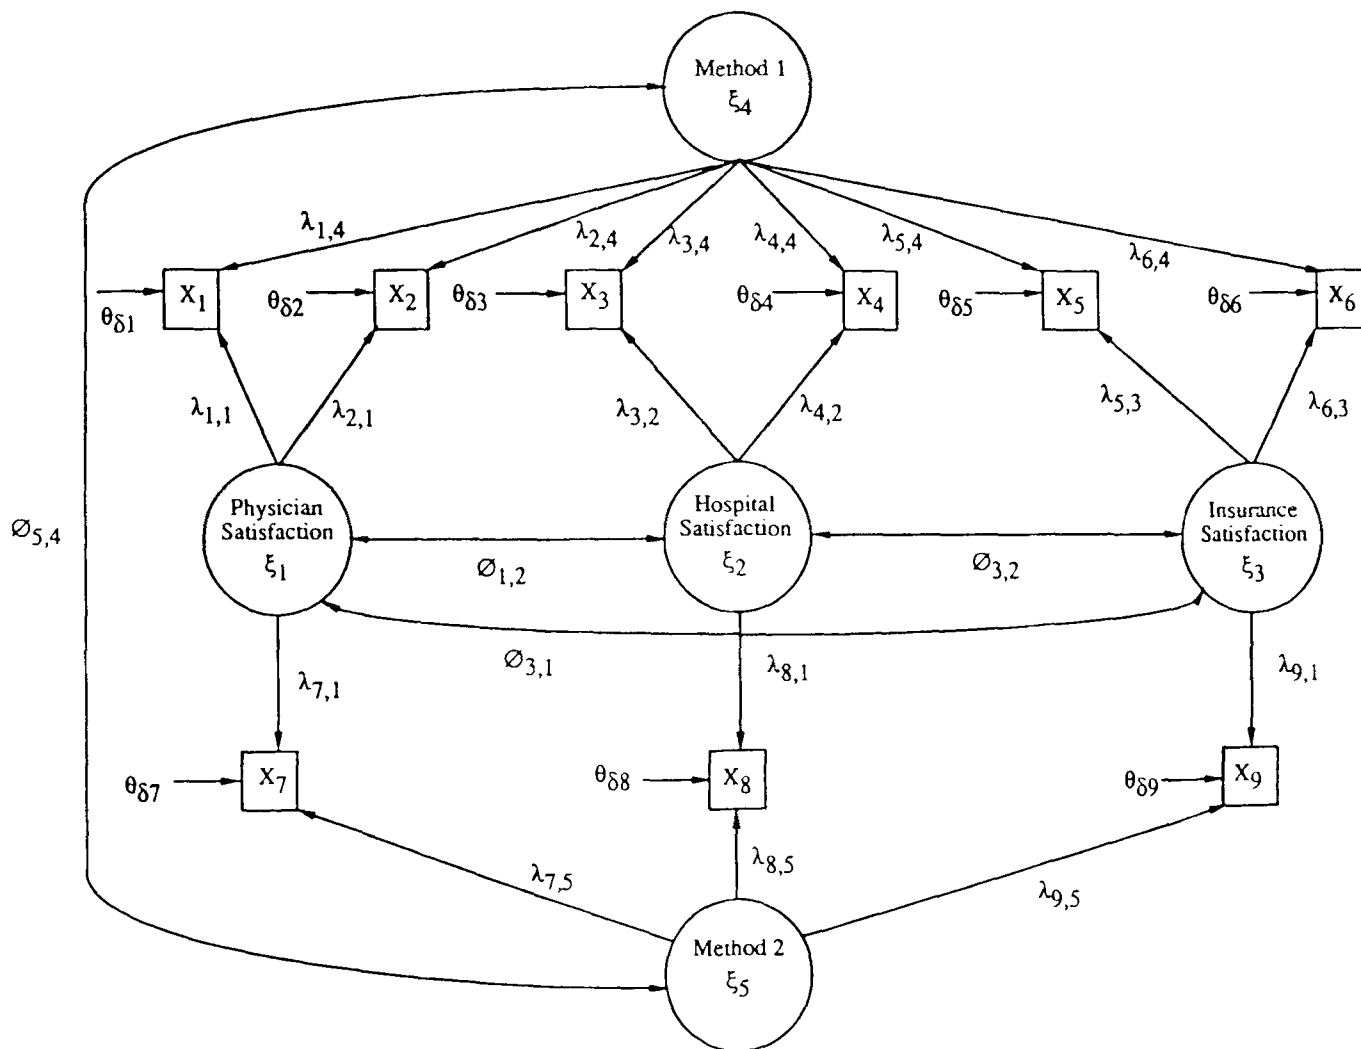 Method 1
ξ4
λ1,4
λ2,4
λ3,4
λ4,4
λ5,4
λ6,4
θδ1
X1
θδ2
X2
θδ3
X3
θδ4
X4
θδ5
X5
θδ6
X6
λ1,1
λ2,1
λ3,2
λ4,2
λ5,3
λ6,3
Ø5,4
Physician
Satisfaction
ξ1
Ø1,2
Hospital
Satisfaction
ξ2
Ø3,2
Insurance
Satisfaction
ξ3
Ø3,1
λ7,1
λ8,1
λ9,1
θδ7
X7
θδ8
X8
θδ9
X9
λ7,5
λ8,5
λ9,5
Method 2
ξ5